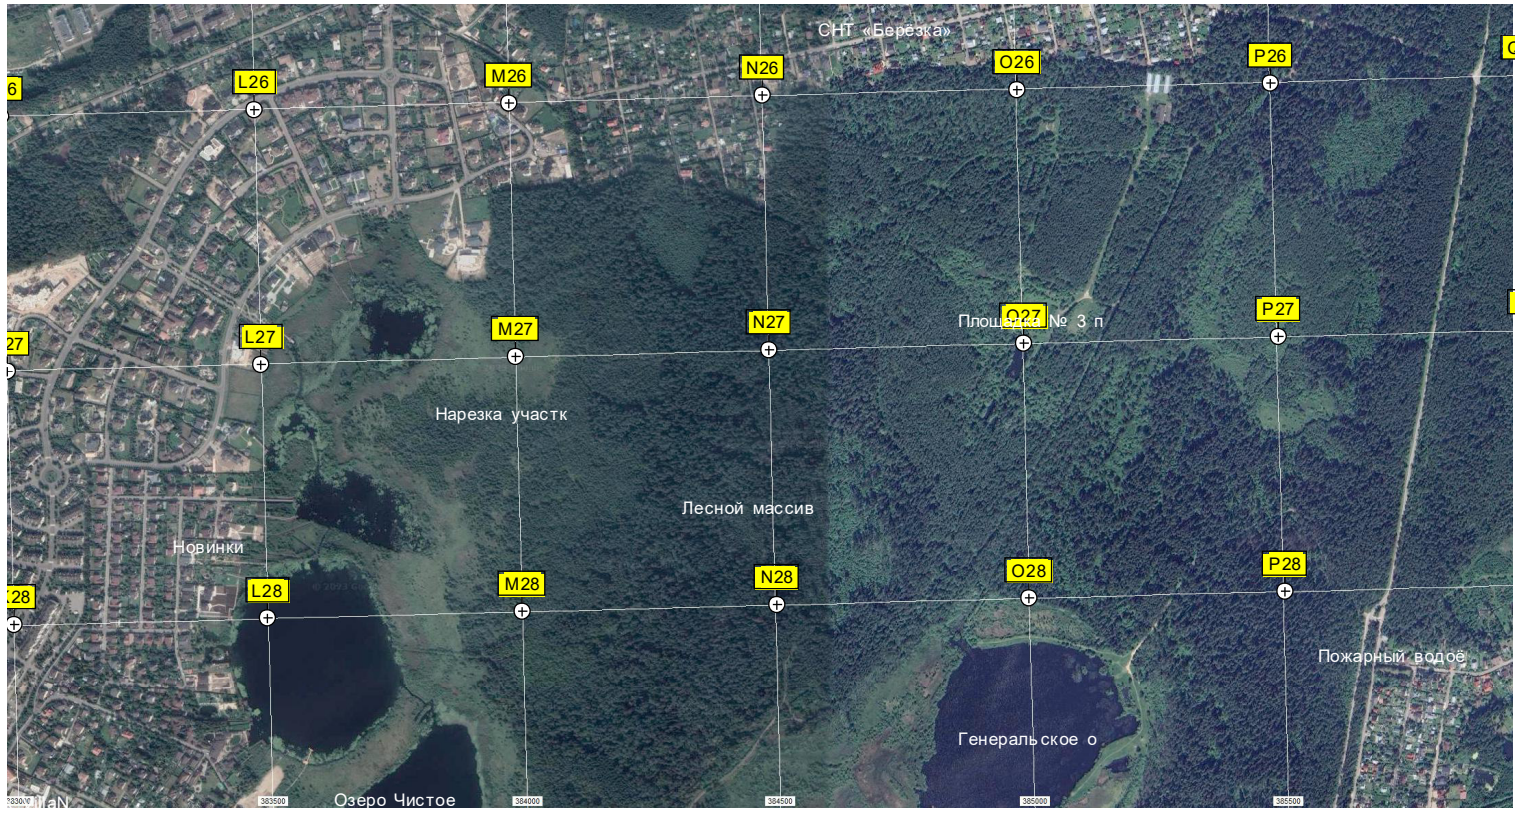 СНТ «Берёзка»
L26
M26
N26
O26
P26
L27
M27
N27
O27
P27
Площадка № 3 п
Нарезка участк
Лесной массив
Новинки
L28
M28
N28
O28
P28
Пожарный водоё
Генеральское о
Озеро Чистое
383500
384000
384500
385000
385500